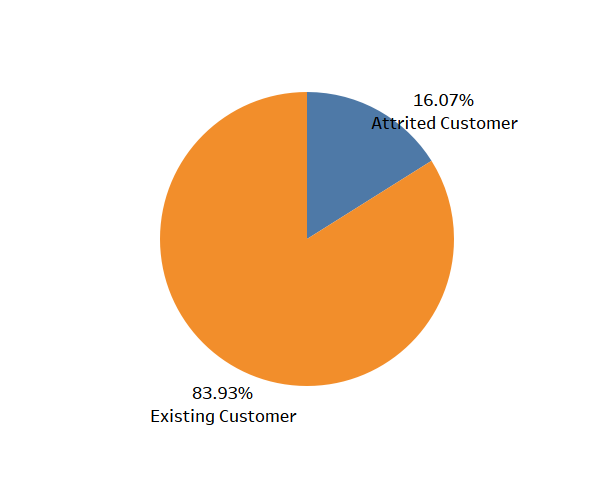 16.07%
Attrited Customer
83.93%
Existing Customer